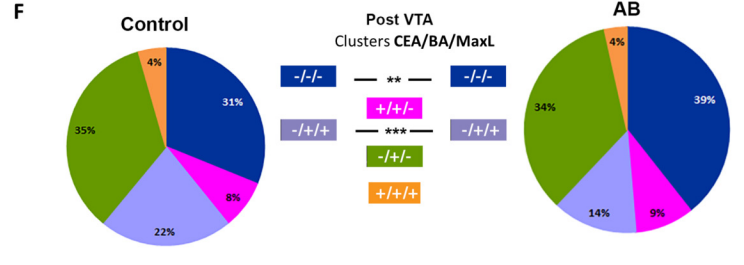 F
Control
4%
31%
35%
8%
22%
Post VTA
Clusters CEA/BA/MaxL
-/-/- ** -/-/-
+/+/-
-/+/+ *** -/+/+
-/+/-
+/+/+
AB
4%
39%
34%
14%
9%